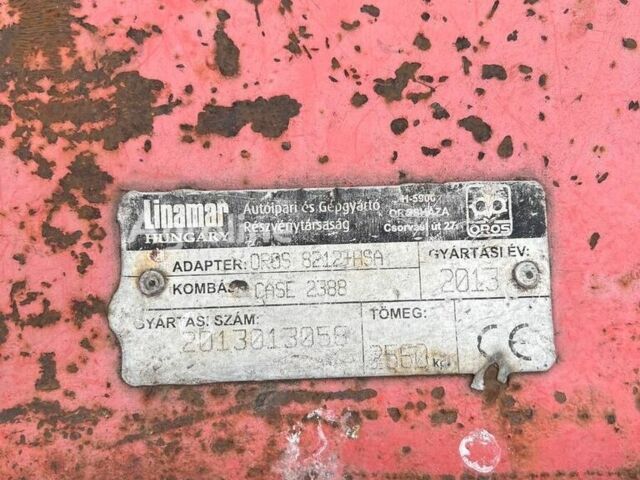 Linamar
HUNGARY
Autóipari és Gépgyártó
Részvénytársaság
H-5900
OROSHÁZA
Csorvási út 27.
OROS
ADAPTER: OROS 8212+HSA
GYÁRTÁSI ÉV:
2013
KOMBÁ CASE 2388
GYÁRTÁSI SZÁM:
2013013058
TÖMEG:
2560 kg
CE